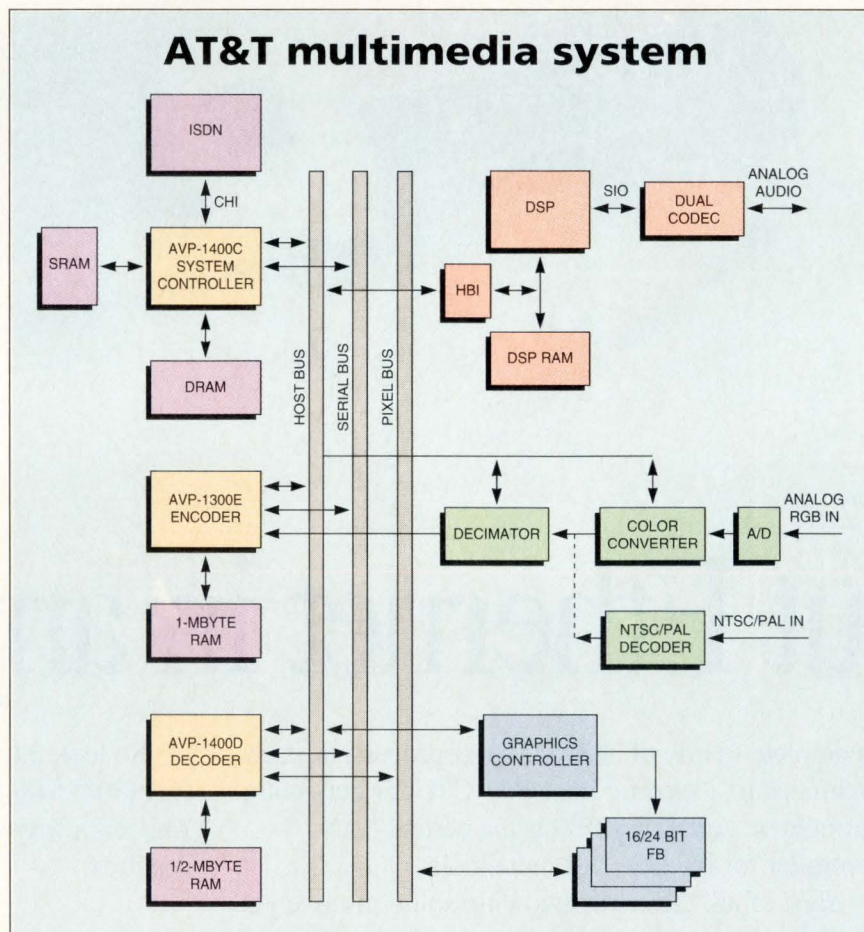 AT&T multimedia system
ISDN
CHI
SRAM
AVP-1400C
SYSTEM
CONTROLLER
DRAM
HOST BUS
SERIAL BUS
PIXEL BUS
DSP
SIO
DUAL
CODEC
ANALOG
AUDIO
HBI
DSP RAM
AVP-1300E
ENCODER
1-MBYTE
RAM
DECIMATOR
COLOR
CONVERTER
A/D
ANALOG
RGB IN
NTSC/PAL
DECODER
NTSC/PAL IN
AVP-1400D
DECODER
1/2-MBYTE
RAM
GRAPHICS
CONTROLLER
16/24 BIT
FB